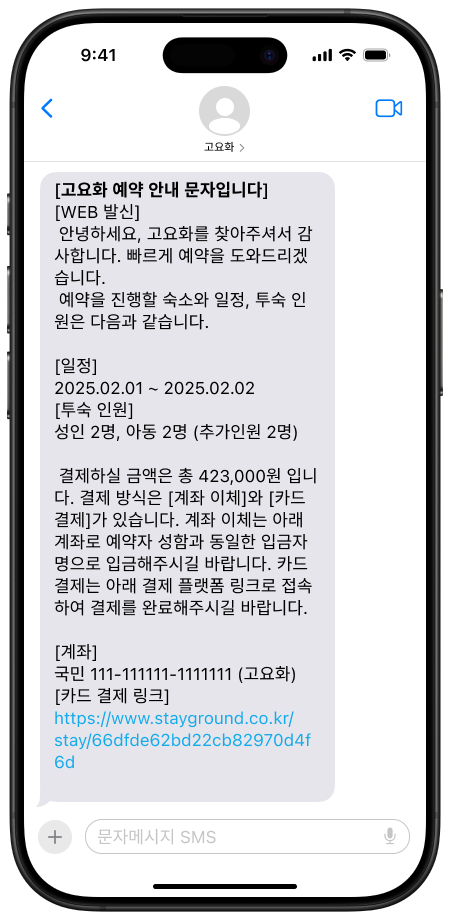 9:41
고요화
[고요화 예약 안내 문자입니다]
[WEB 발신]
안녕하세요, 고요화를 찾아주셔서 감
사합니다. 빠르게 예약을 도와드리겠
습니다.
예약을 진행할 숙소와 일정, 투숙 인
원은 다음과 같습니다.
[일정]
2025.02.01 ~ 2025.02.02
[투숙 인원]
성인 2명, 아동 2명 (추가인원 2명)
결제하실 금액은 총 423,000원 입니
다. 결제 방식은 [계좌 이체]와 [카드
결제]가 있습니다. 계좌 이체는 아래
계좌로 예약자 성함과 동일한 입금자
명으로 입금해주시길 바랍니다. 카드
결제는 아래 결제 플랫폼 링크로 접속
하여 결제를 완료해주시길 바랍니다.
[계좌]
국민 111-111111-1111111 (고요화)
[카드 결제 링크]
https://www.stayground.co.kr/
stay/66dfde62bd22cb82970d4f
6d
문자메시지 SMS